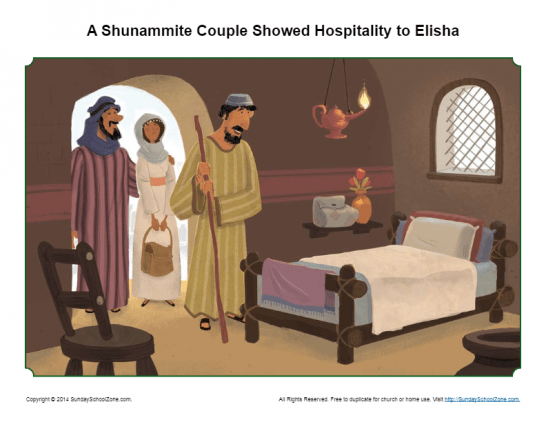 A Shunammite Couple Showed Hospitality to Elisha
Copyright © 2014 SundaySchoolZone.com. All Rights Reserved. Free to duplicate for church or home use. Visit http://SundaySchoolZone.com